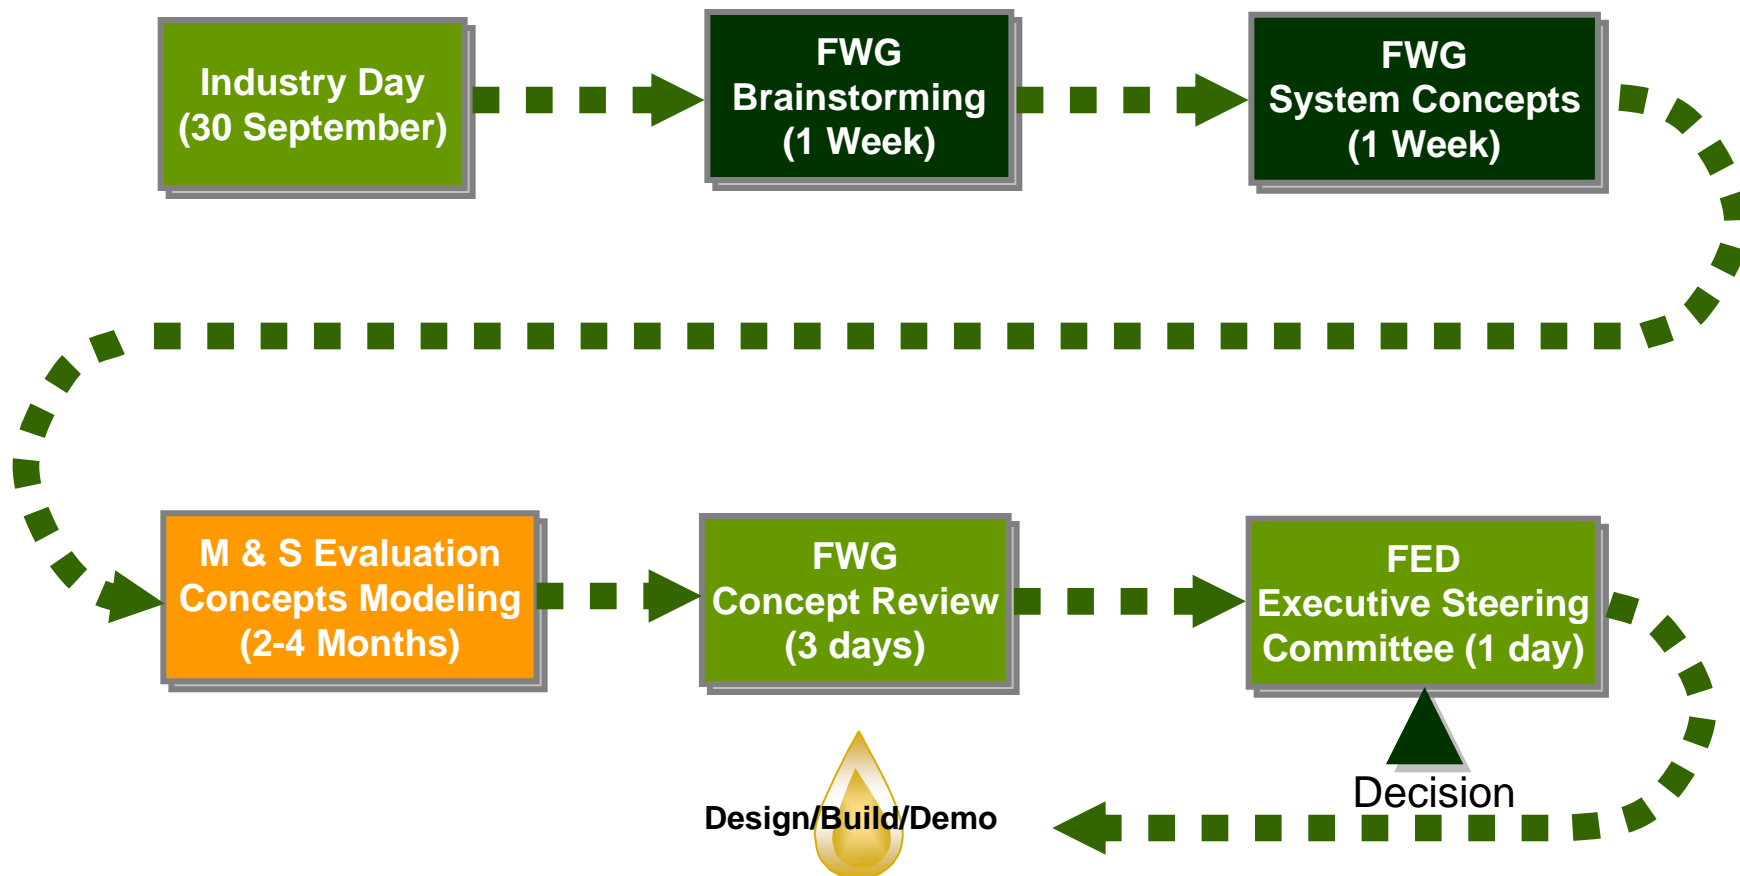 Industry Day
(30 September)
FWG
Brainstorming
(1 Week)
FWG
System Concepts
(1 Week)
M & S Evaluation
Concepts Modeling
(2-4 Months)
FWG
Concept Review
(3 days)
FED
Executive Steering
Committee (1 day)
Decision
Design/Build/Demo